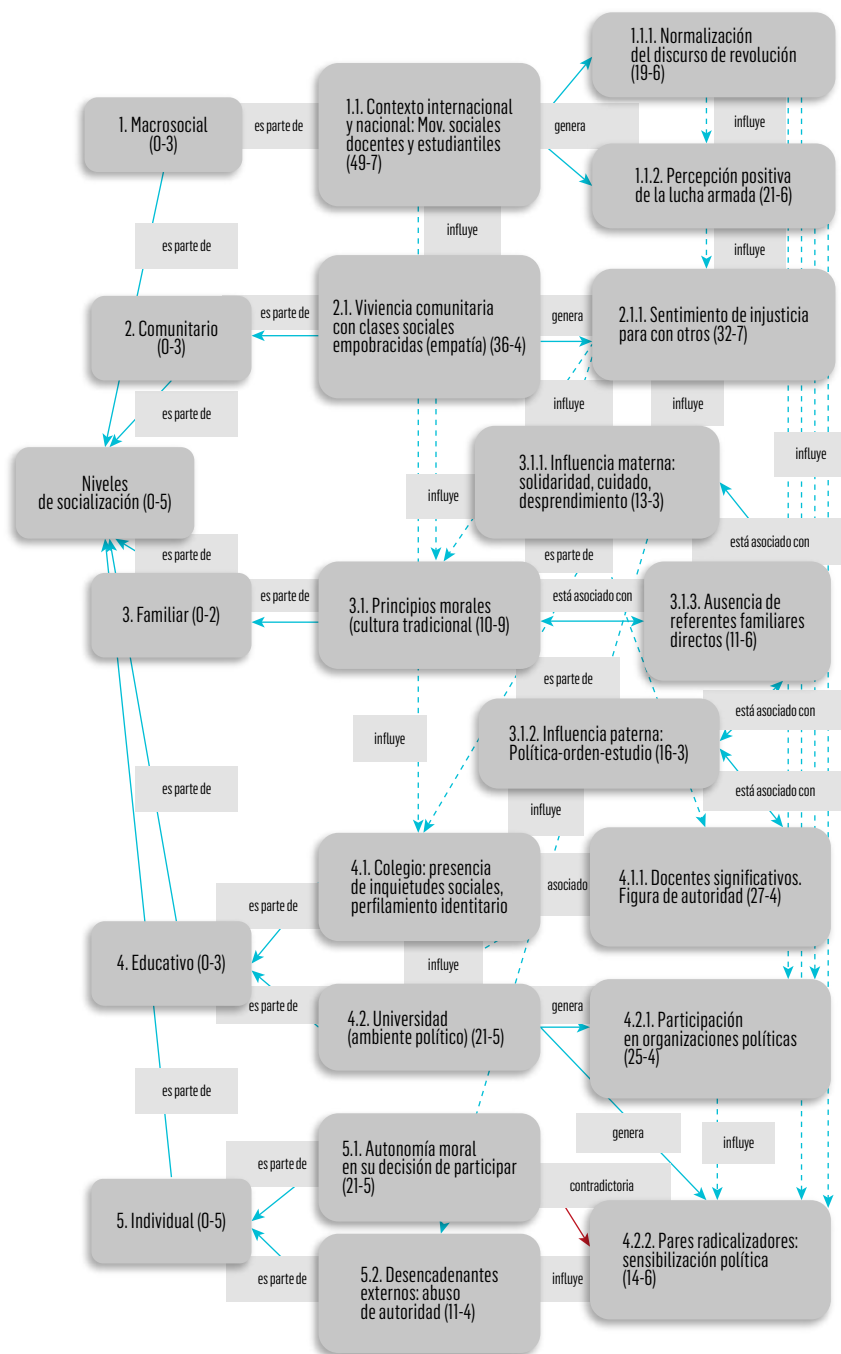 1.1.1. Normalización
del discurso de revolución
(19-6)
1. Macrosocial
(0-3)
es parte de
1.1. Contexto internacional
y nacional: Mov. sociales
docentes y estudiantiles
(49-7)
genera
influye
1.1.2. Percepción positiva
de la lucha armada (21-6)
es parte de
influye
influye
2. Comunitario
(0-3)
es parte de
2.1. Viviencia comunitaria
con clases sociales
empobracidas (empatía) (36-4)
genera
2.1.1. Sentimiento de injusticia
para con otros (32-7)
es parte de
influye
influye
influye
Niveles
de socialización (0-5)
influye
3.1.1. Influencia materna:
solidaridad, cuidado,
desprendimiento (13-3)
es parte de
es parte de
está asociado con
3. Familiar (0-2)
es parte de
3.1. Principios morales
(cultura tradicional (10-9)
está asociado con
3.1.3. Ausencia de
referentes familiares
directos (11-6)
es parte de
está asociado con
influye
3.1.2. Influencia paterna:
Política-orden-estudio (16-3)
está asociado con
es parte de
influye
4.1. Colegio: presencia
de inquietudes sociales,
perfilamiento identitario
asociado
4.1.1. Docentes significativos.
Figura de autoridad (27-4)
es parte de
4. Educativo (0-3)
influye
es parte de
4.2. Universidad
(ambiente político) (21-5)
genera
4.2.1. Participación
en organizaciones políticas
(25-4)
es parte de
genera
influye
es parte de
5.1. Autonomía moral
en su decisión de participar
(21-5)
contradictoria
5. Individual (0-5)
4.2.2. Pares radicalizadores:
sensibilización política
(14-6)
es parte de
5.2. Desencadenantes
externos: abuso
de autoridad (11-4)
influye